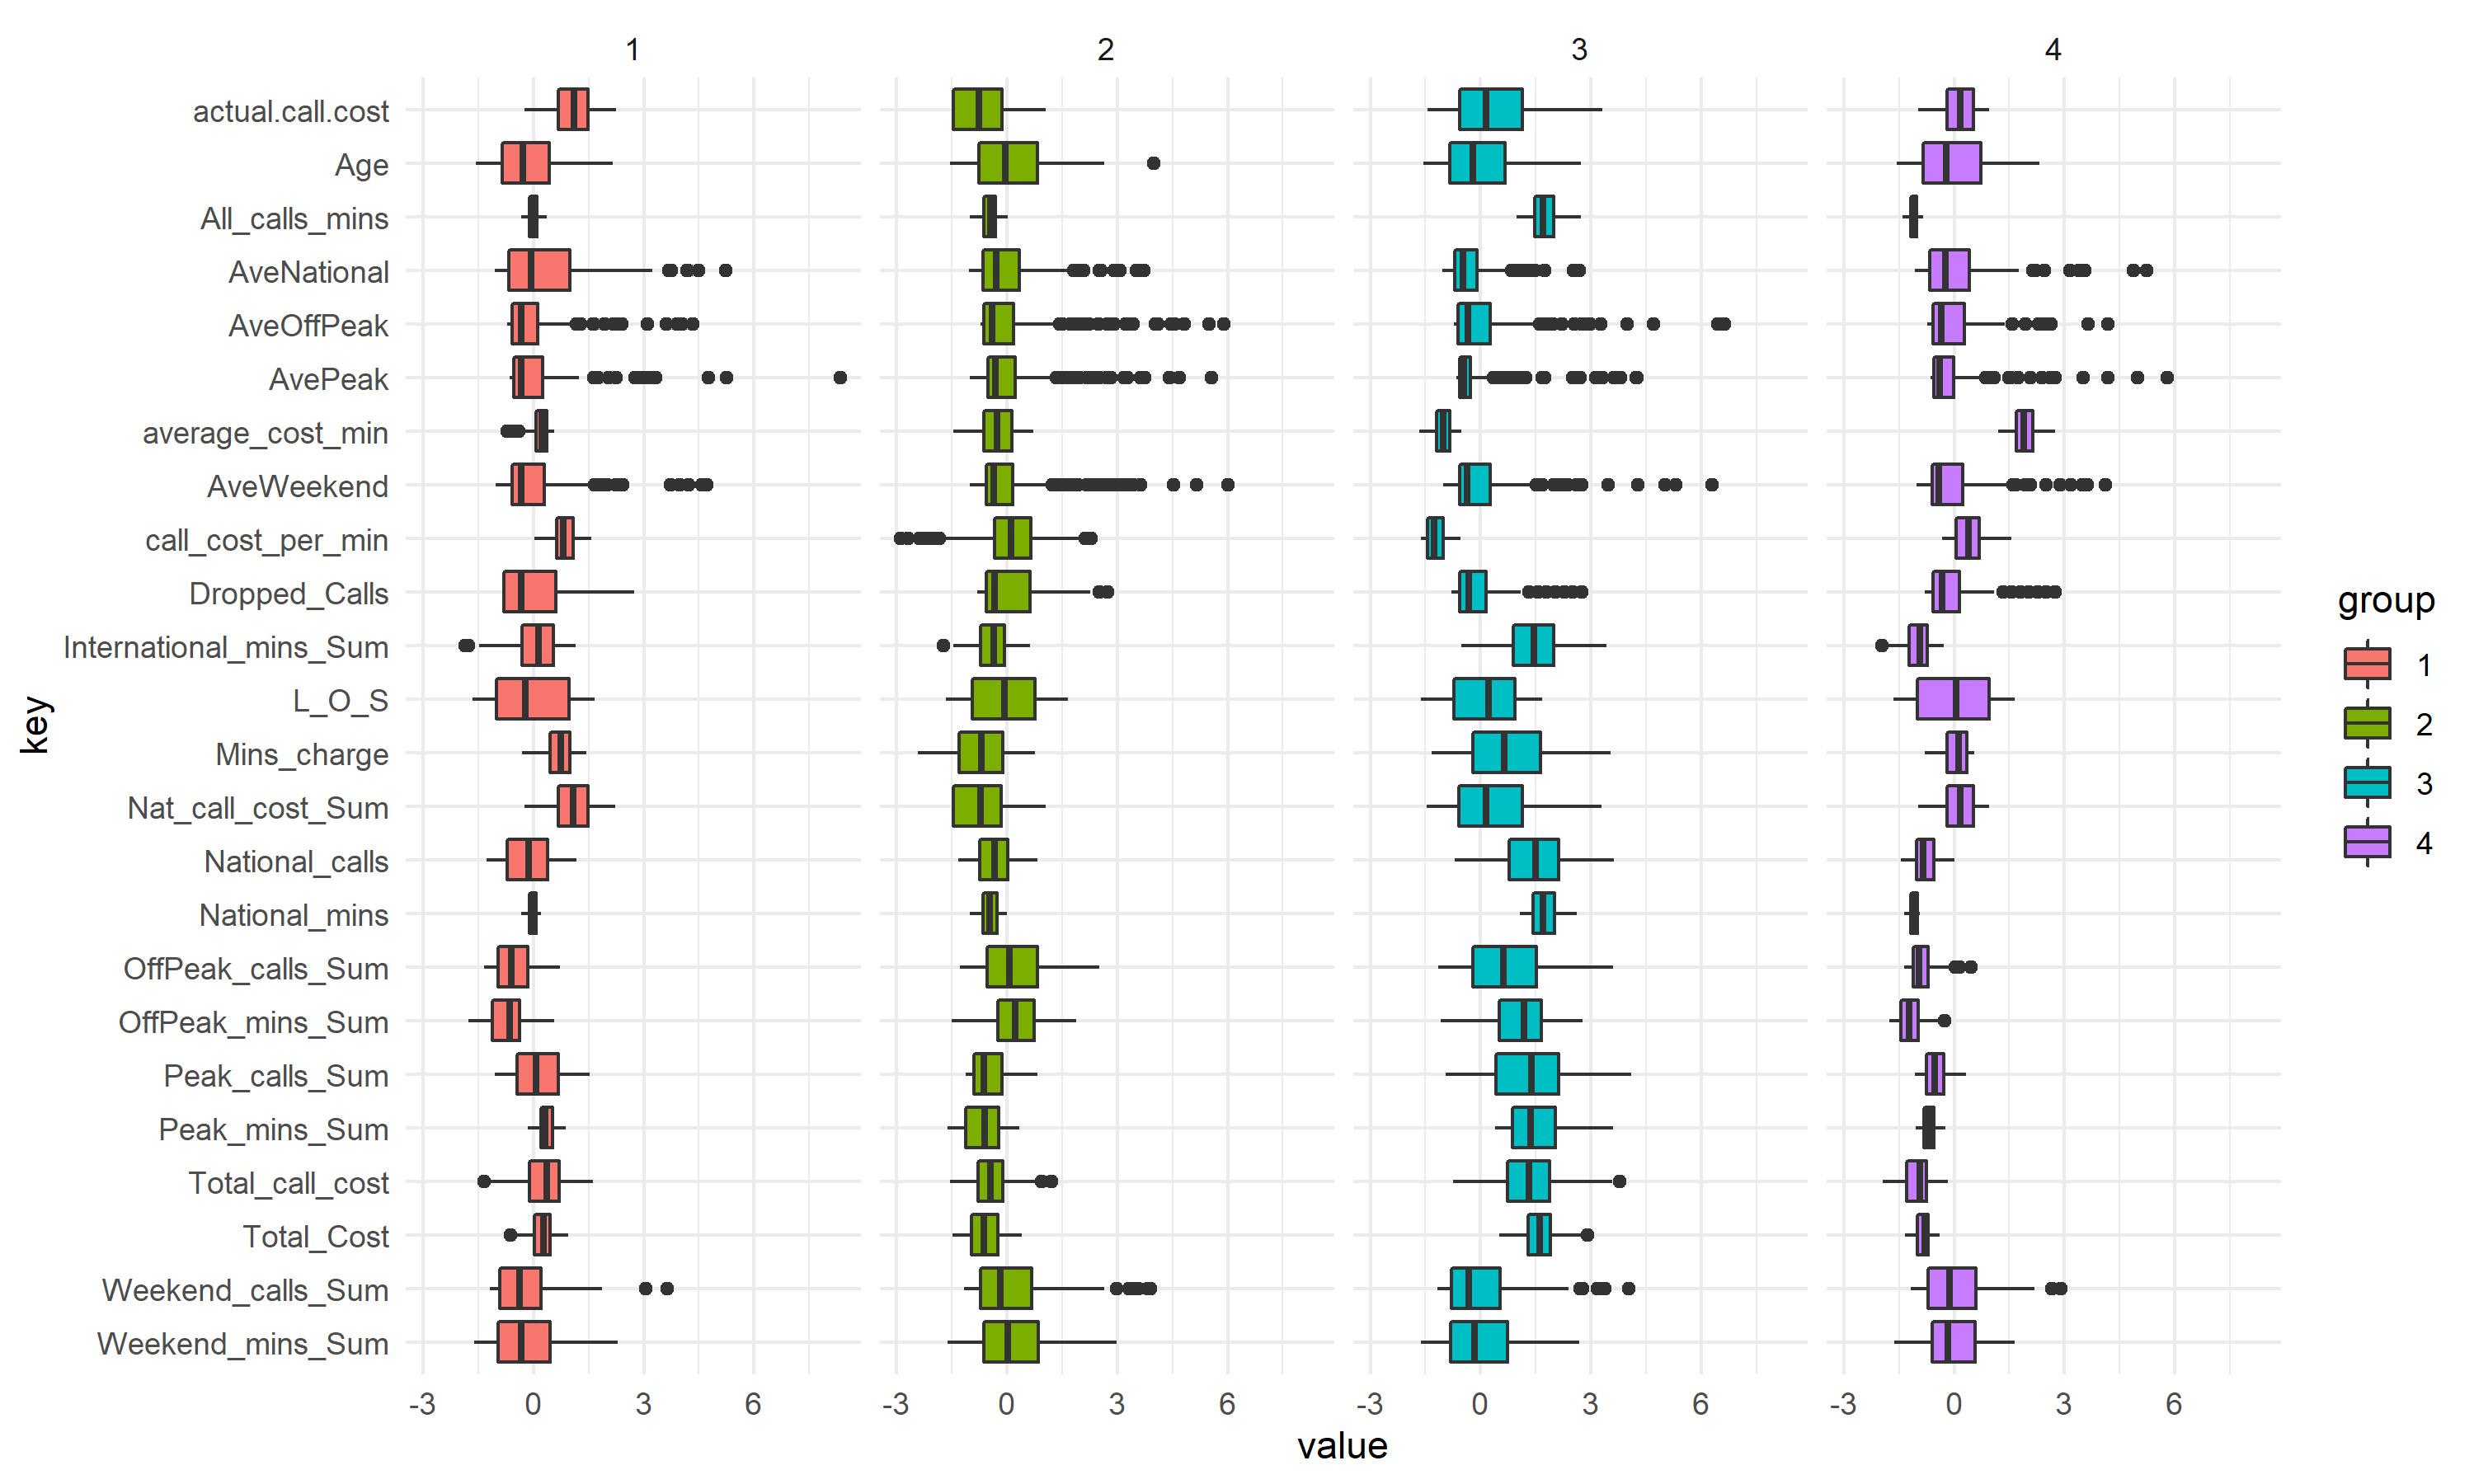 1 2 3 4
actual.call.cost
Age
All_calls_mins
AveNational
AveOffPeak
AvePeak
average_cost_min
AveWeekend
call_cost_per_min
Dropped_Calls
International_mins_Sum
L_O_S
Mins_charge
Nat_call_cost_Sum
National_calls
National_mins
OffPeak_calls_Sum
OffPeak_mins_Sum
Peak_calls_Sum
Peak_mins_Sum
Total_call_cost
Total_Cost
Weekend_calls_Sum
Weekend_mins_Sum
key
-3 0 3 6 -3 0 3 6 -3 0 3 6 -3 0 3 6
value
group
1
2
3
4